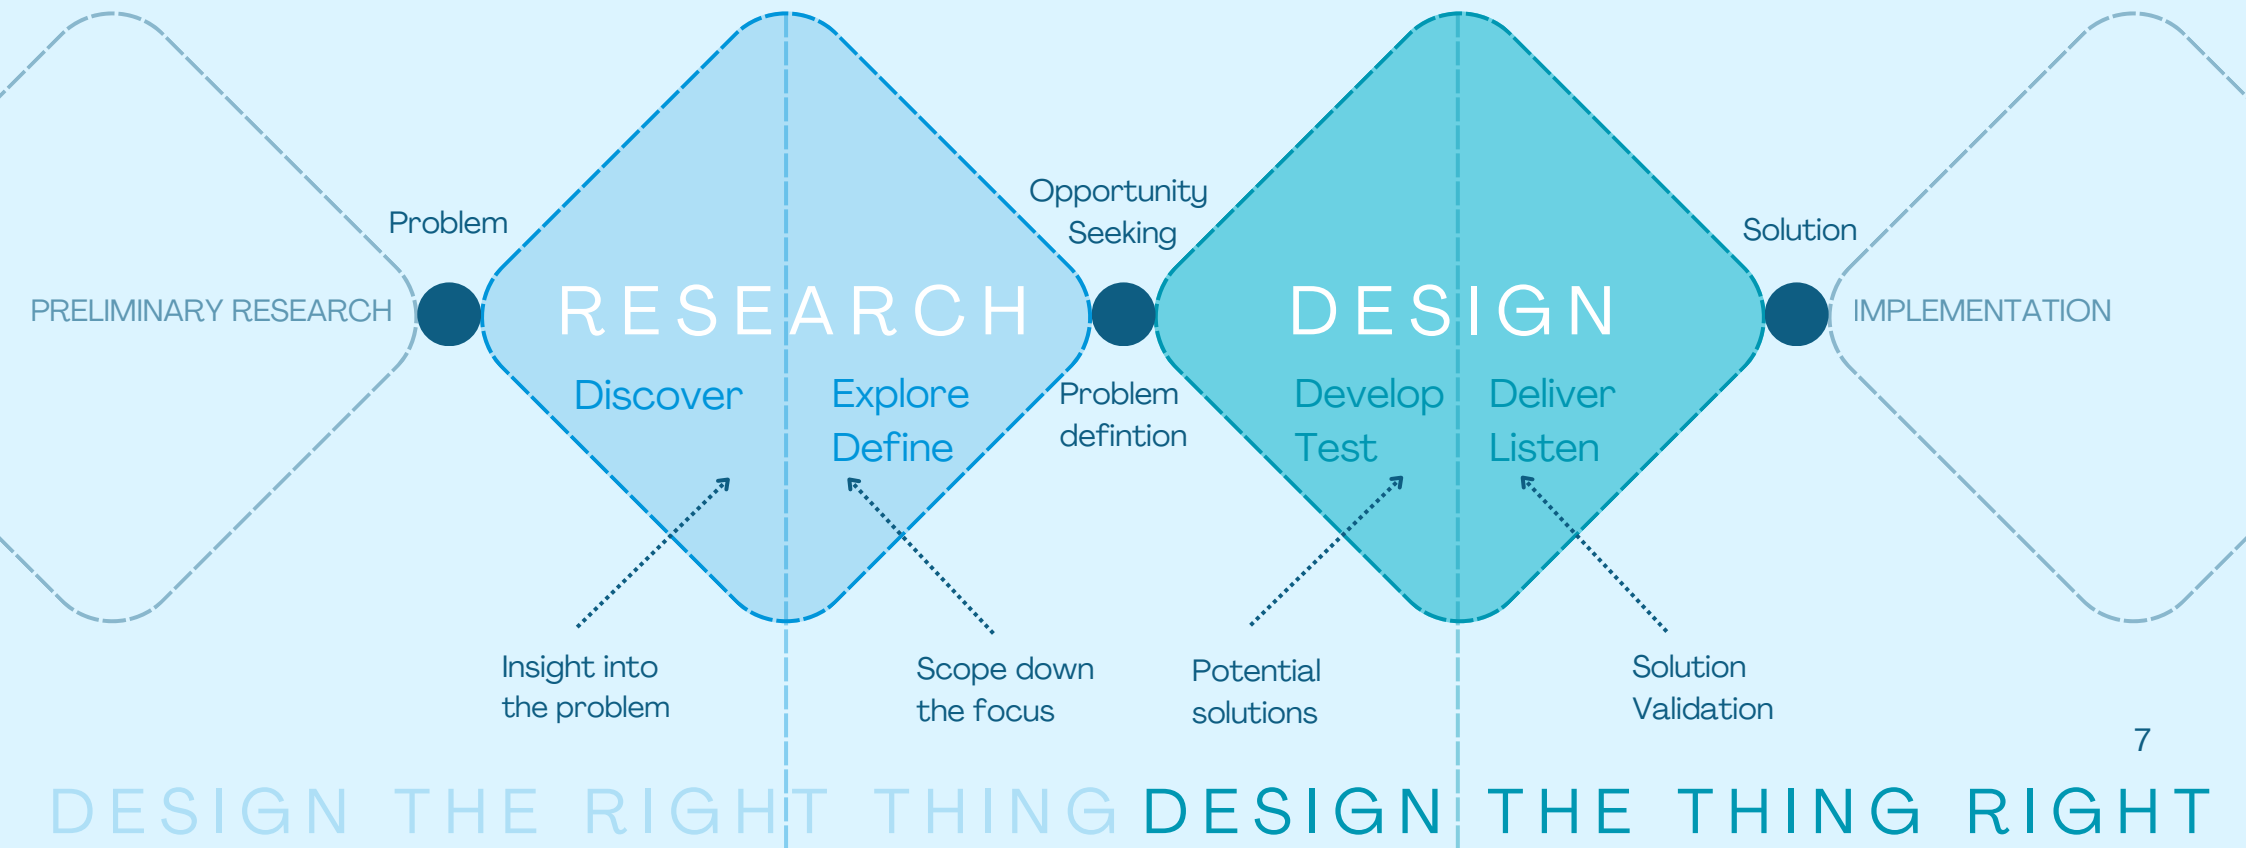 PRELIMINARY RESEARCH
Problem
RESEARCH
Discover
Explore
Define
Insight into
the problem
Scope down
the focus
Opportunity
Seeking
Problem
defintion
DESIGN
Develop
Test
Deliver
Listen
Potential
solutions
Solution
Validation
Solution
IMPLEMENTATION
7
DESIGN THE RIGHT THING
DESIGN THE THING RIGHT